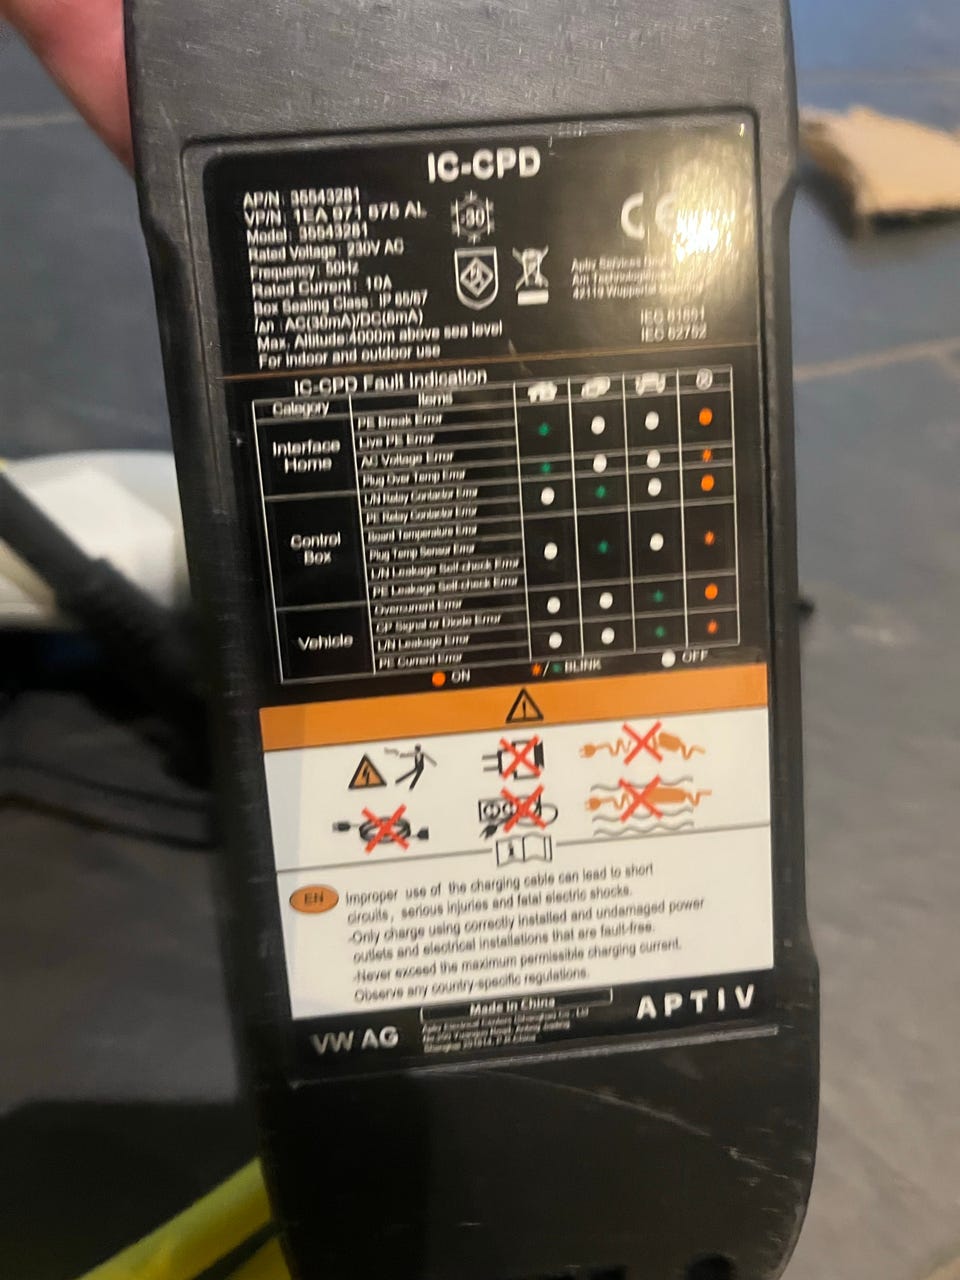 IC-CPD
AP/N: 35543281
VP/N: 1EA 971 675 AL
Model: 35543281
Rated Voltage: 230V AC
Frequency: 50Hz
Rated Current: 10A
Box Sealing Class: IP 65/67
AC(30mA)/DC(6mA)
Max. Altitude:4000m above sea level
For indoor and outdoor use
-30
CE
Aptiv Services
Am Technologiepark
42119 Wuppertal
IEC 61851
IEC 62752
IC-CPD Fault Indication
Category Items
Interface Home
PE Break Error
Live PE Error
AC Voltage Error
Plug Over Temp Error
Control Box
L/N Relay Contactor Error
PE Relay Contactor Error
Board Temperature Error
Plug Temp Sensor Error
L/N Leakage Self-check Error
PE Leakage Self-check Error
Vehicle
Overcurrent Error
CP Signal or Diode Error
L/N Leakage Error
PE Current Error
ON / BLINK OFF
EN
Improper use of the charging cable can lead to short
circuits, serious injuries and fatal electric shocks.
-Only charge using correctly installed and undamaged power
outlets and electrical installations that are fault-free.
-Never exceed the maximum permissible charging current.
Observe any country-specific regulations.
Made in China
VW AG
APTIV